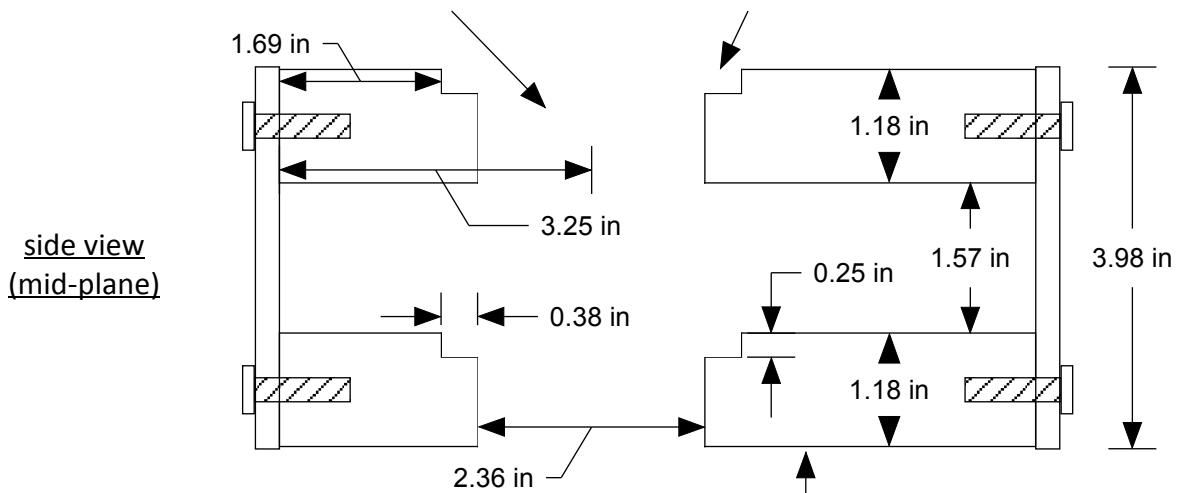 1.69 in
1.18 in
3.25 in
side view
(mid-plane)
1.57 in
3.98 in
0.25 in
0.38 in
1.18 in
2.36 in